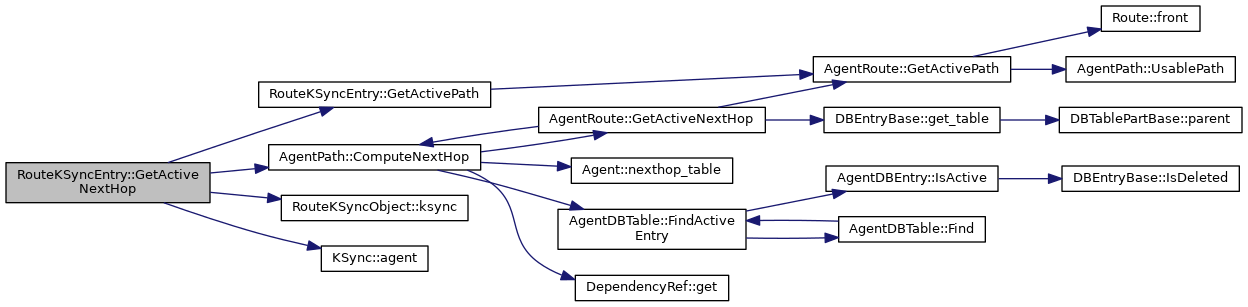 RouteKSyncEntry::GetActive
NextHop
RouteKSyncEntry::GetActivePath
AgentPath::ComputeNextHop
RouteKSyncObject::ksync
KSync::agent
AgentRoute::GetActiveNextHop
Agent::nexthop_table
AgentDBTable::FindActive
Entry
DependencyRef::get
AgentRoute::GetActivePath
DBEntryBase::get_table
AgentDBEntry::IsActive
AgentDBTable::Find
Route::front
AgentPath::UsablePath
DBTablePartBase::parent
DBEntryBase::IsDeleted